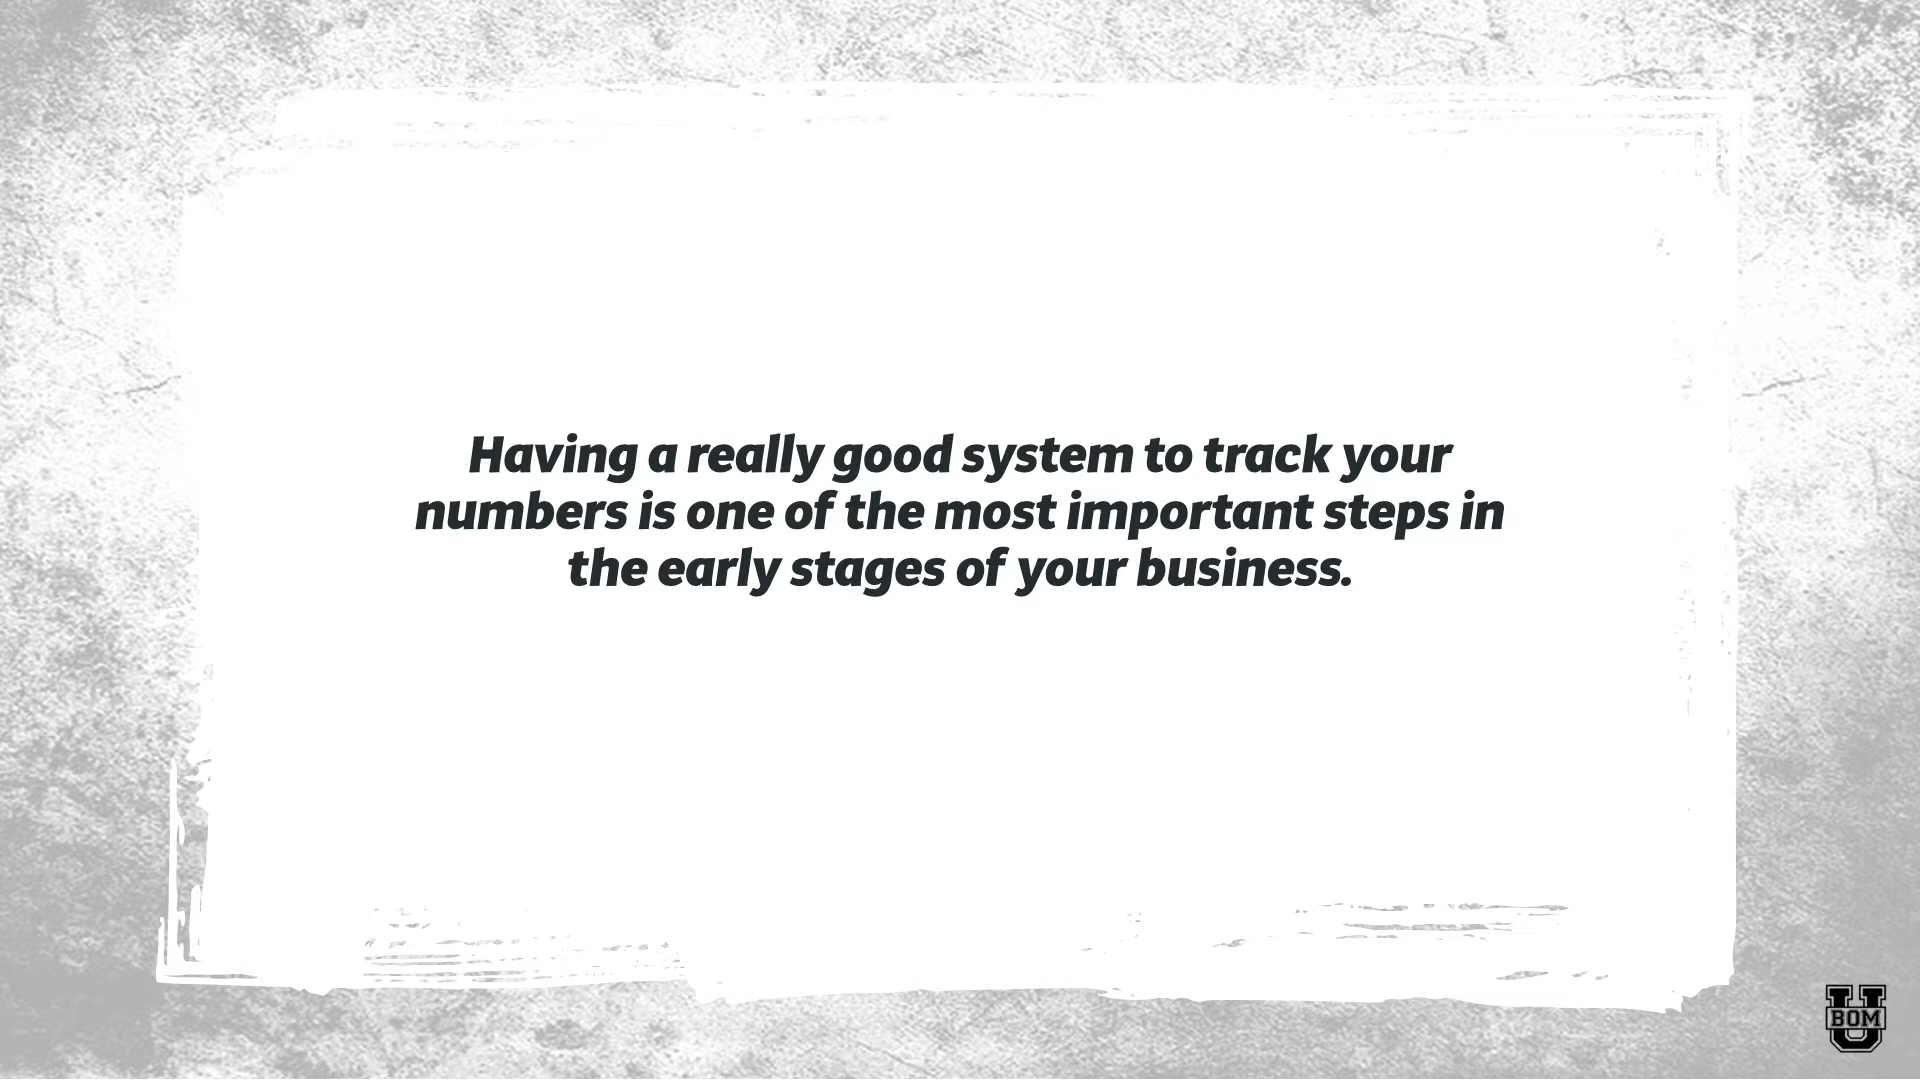 Having a really good system to track your
numbers is one of the most important steps in
the early stages of your business.
U
BOM